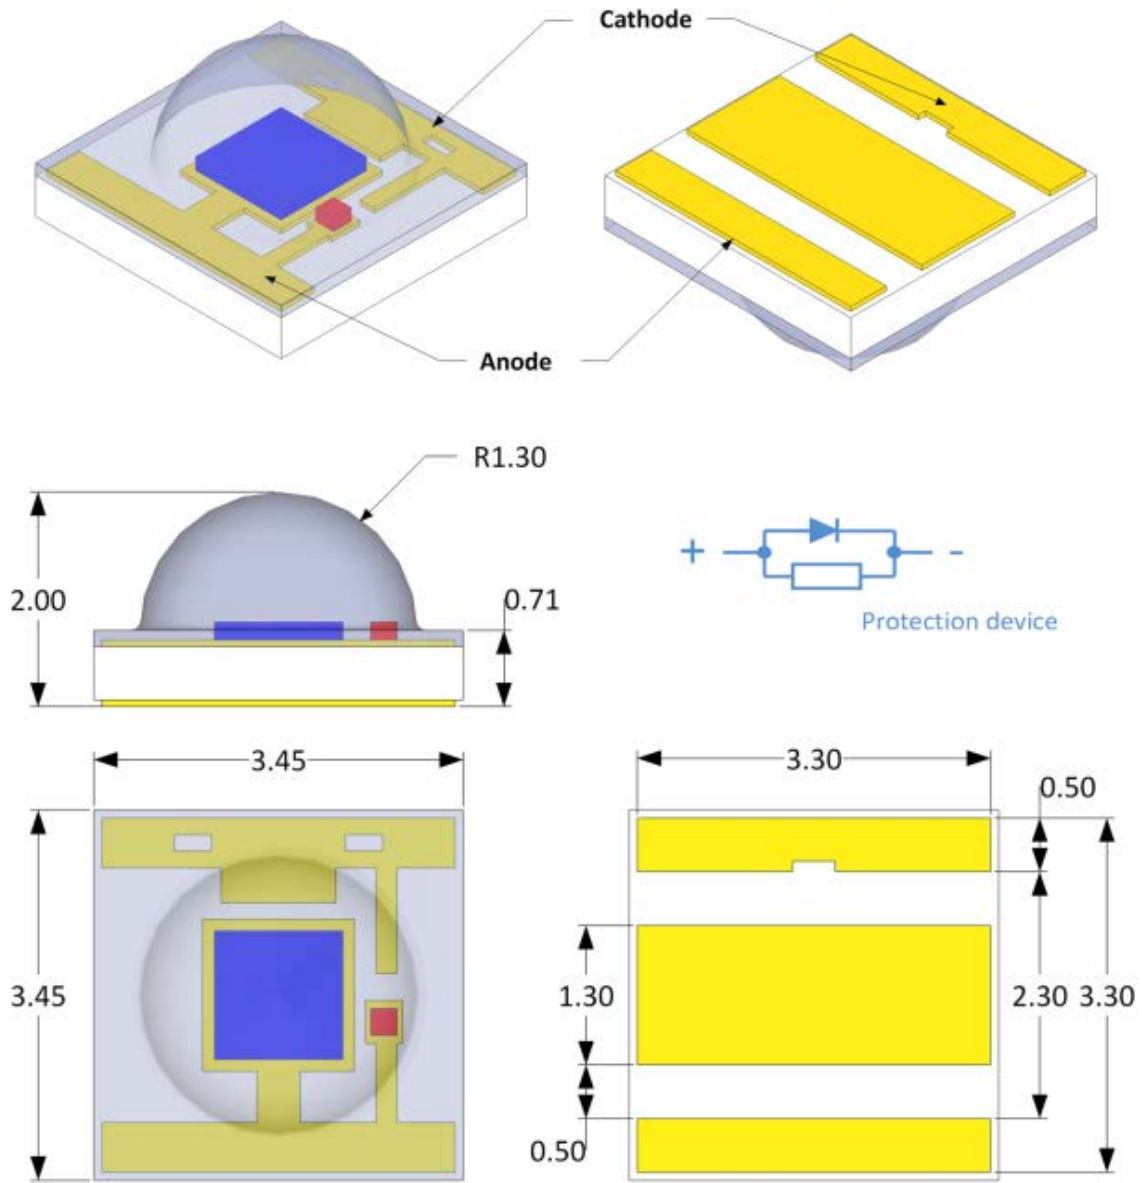 Cathode
Anode
R1.30
2.00
0.71
+ -
Protection device
3.45
3.30
0.50
3.45
1.30
2.30 3.30
0.50